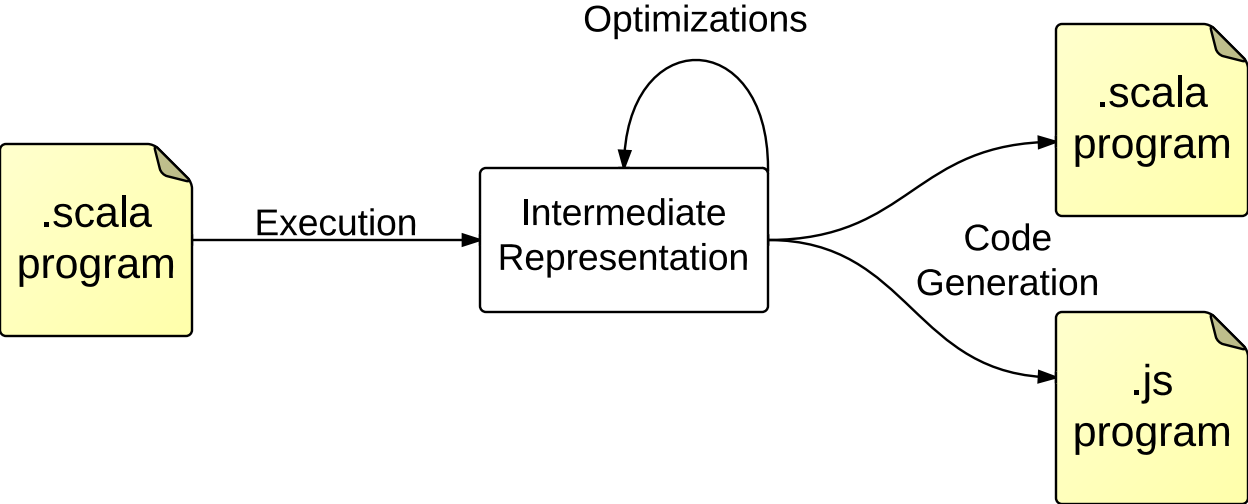 Optimizations
.scala
program
Execution
Intermediate
Representation
.scala
program
Code
Generation
.js
program